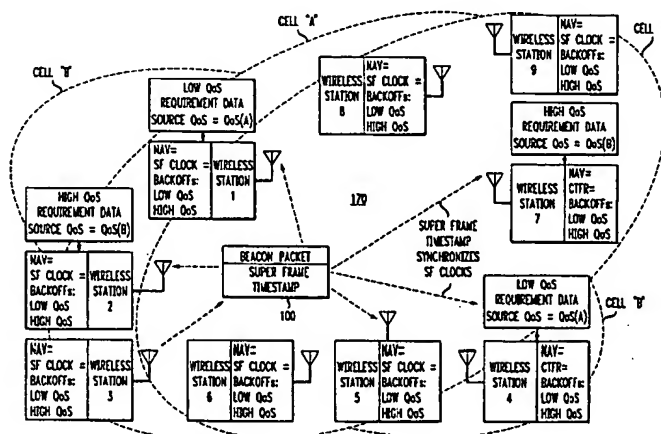 CELL "A"
CELL "B"
CELL
WIRELESS
STATION
9
NAV=
SF CLOCK =
BACKOFFs:
LOW QoS
HIGH QoS
WIRELESS
STATION
8
NAV=
SF CLOCK =
BACKOFFs:
LOW QoS
HIGH QoS
LOW QoS
REQUIREMENT DATA
SOURCE QoS = QoS(A)
NAV=
SF CLOCK =
BACKOFFs:
LOW QoS
HIGH QoS
WIRELESS
STATION
1
HIGH QoS
REQUIREMENT DATA
SOURCE QoS = QoS(B)
WIRELESS
STATION
7
NAV=
CTFR=
BACKOFFs:
LOW QoS
HIGH QoS
170
HIGH QoS
REQUIREMENT DATA
SOURCE QoS = QoS(B)
NAV=
SF CLOCK =
BACKOFFs:
LOW QoS
HIGH QoS
WIRELESS
STATION
2
BEACON PACKET
SUPER FRAME
TIMESTAMP
100
SUPER FRAME
TIMESTAMP
SYNCHRONIZES
SF CLOCKS
LOW QoS
REQUIREMENT DATA
SOURCE QoS = QoS(A)
CELL "B"
NAV=
SF CLOCK =
BACKOFFs:
LOW QoS
HIGH QoS
WIRELESS
STATION
3
WIRELESS
STATION
6
NAV=
SF CLOCK =
BACKOFFs:
LOW QoS
HIGH QoS
WIRELESS
STATION
5
NAV=
SF CLOCK =
BACKOFFs:
LOW QoS
HIGH QoS
WIRELESS
STATION
4
NAV=
CTFR=
BACKOFFs:
LOW QoS
HIGH QoS